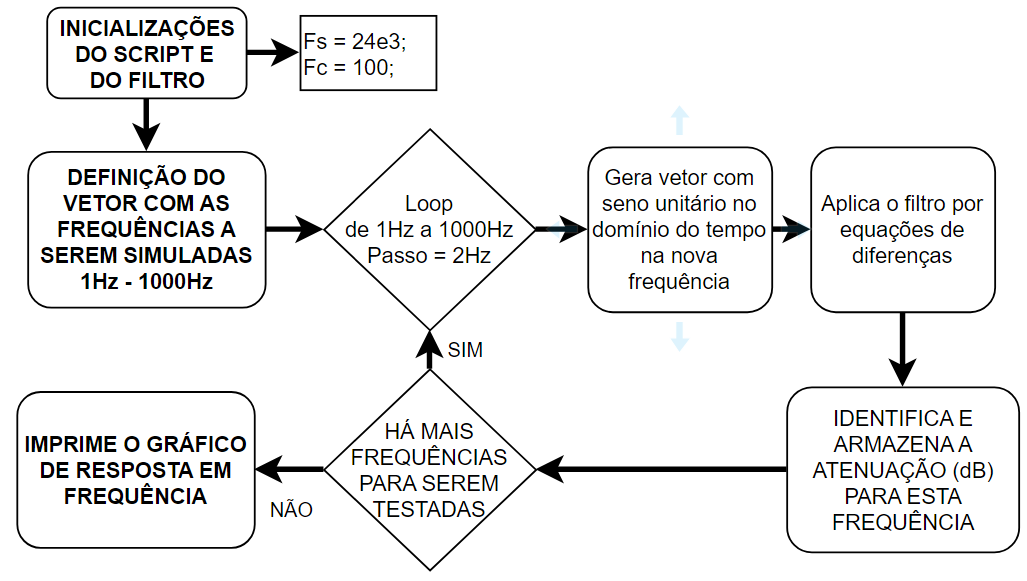 INICIALIZAÇÕES
DO SCRIPT E
DO FILTRO
Fs = 24e3;
Fc = 100;
DEFINIÇÃO DO
VETOR COM AS
FREQUÊNCIAS A
SEREM SIMULADAS
1Hz - 1000Hz
Loop
de 1Hz a 1000Hz
Passo = 2Hz
Gera vetor com
seno unitário no
domínio do tempo
na nova
frequência
Aplica o filtro por
equações de
diferenças
IDENTIFICA E
ARMAZENA A
ATENUAÇÃO (dB)
PARA ESTA
FREQUÊNCIA
HÁ MAIS
FREQUÊNCIAS
PARA SEREM
TESTADAS
SIM
NÃO
IMPRIME O GRÁFICO
DE RESPOSTA EM
FREQUÊNCIA